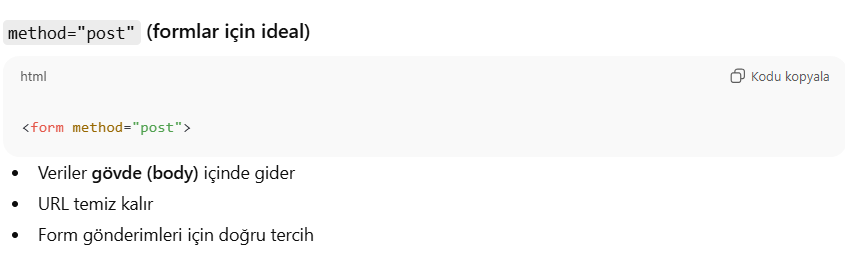 method="post" (formlar için ideal)
html
Kodu kopyala
<form method="post">
Veriler gövde (body) içinde gider
URL temiz kalır
Form gönderimleri için doğru tercih